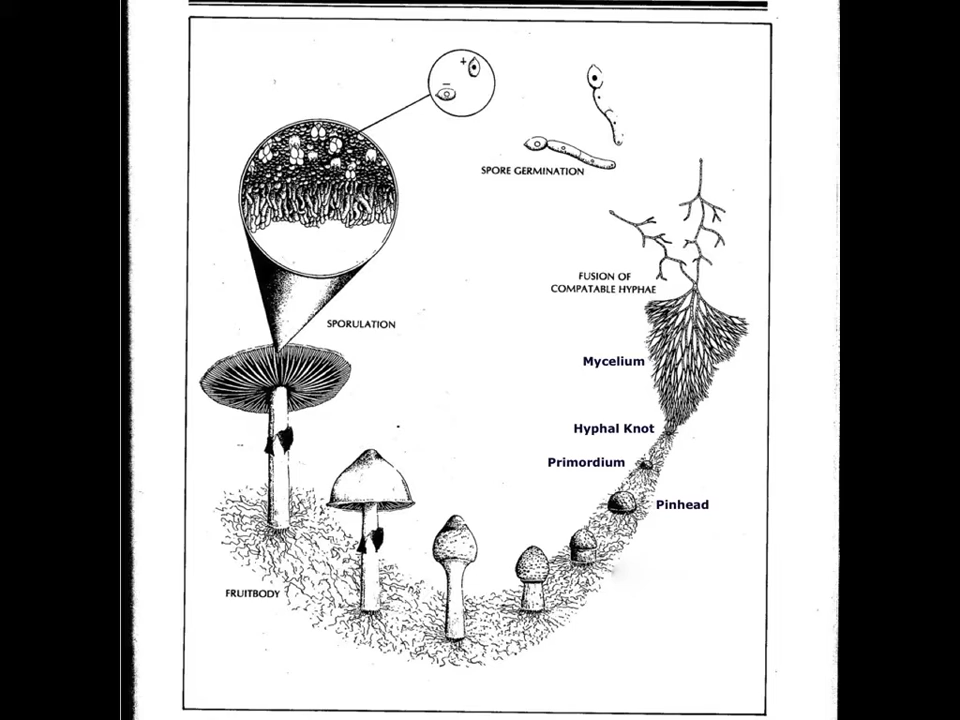 +
−
SPORE GERMINATION
FUSION OF
COMPATABLE HYPHAE
SPORULATION
Mycelium
Hyphal Knot
Primordium
Pinhead
FRUITBODY